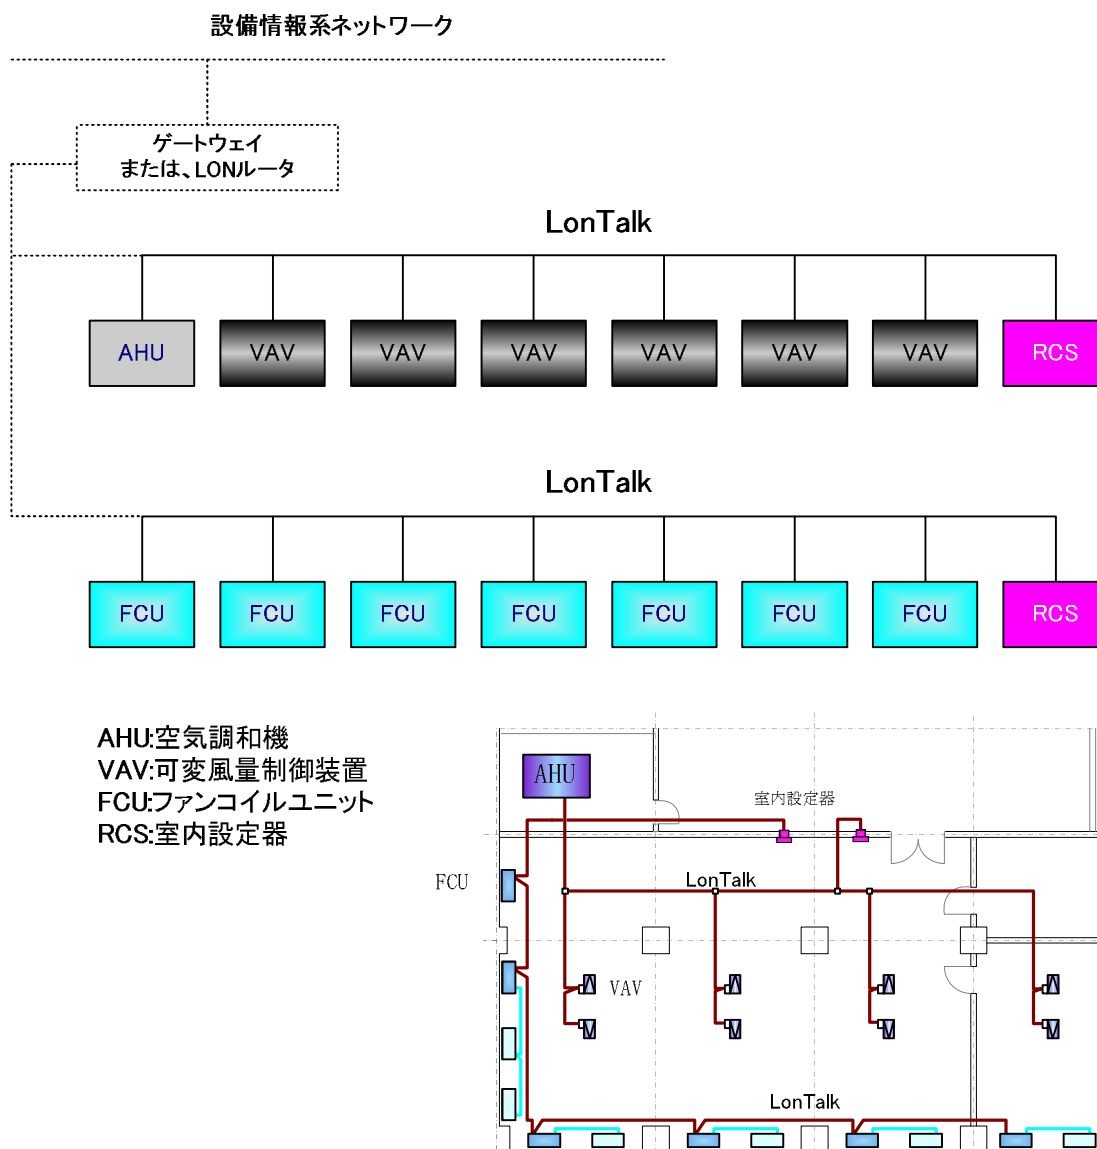 設備情報系ネットワーク
ゲートウェイ
または、LONルータ
LonTalk
AHU VAV VAV VAV VAV VAV VAV RCS
LonTalk
FCU FCU FCU FCU FCU FCU FCU RCS
AHU:空気調和機
VAV:可変風量制御装置
FCU:ファンコイルユニット
RCS:室内設定器
AHU
室内設定器
FCU
LonTalk
VAV
LonTalk